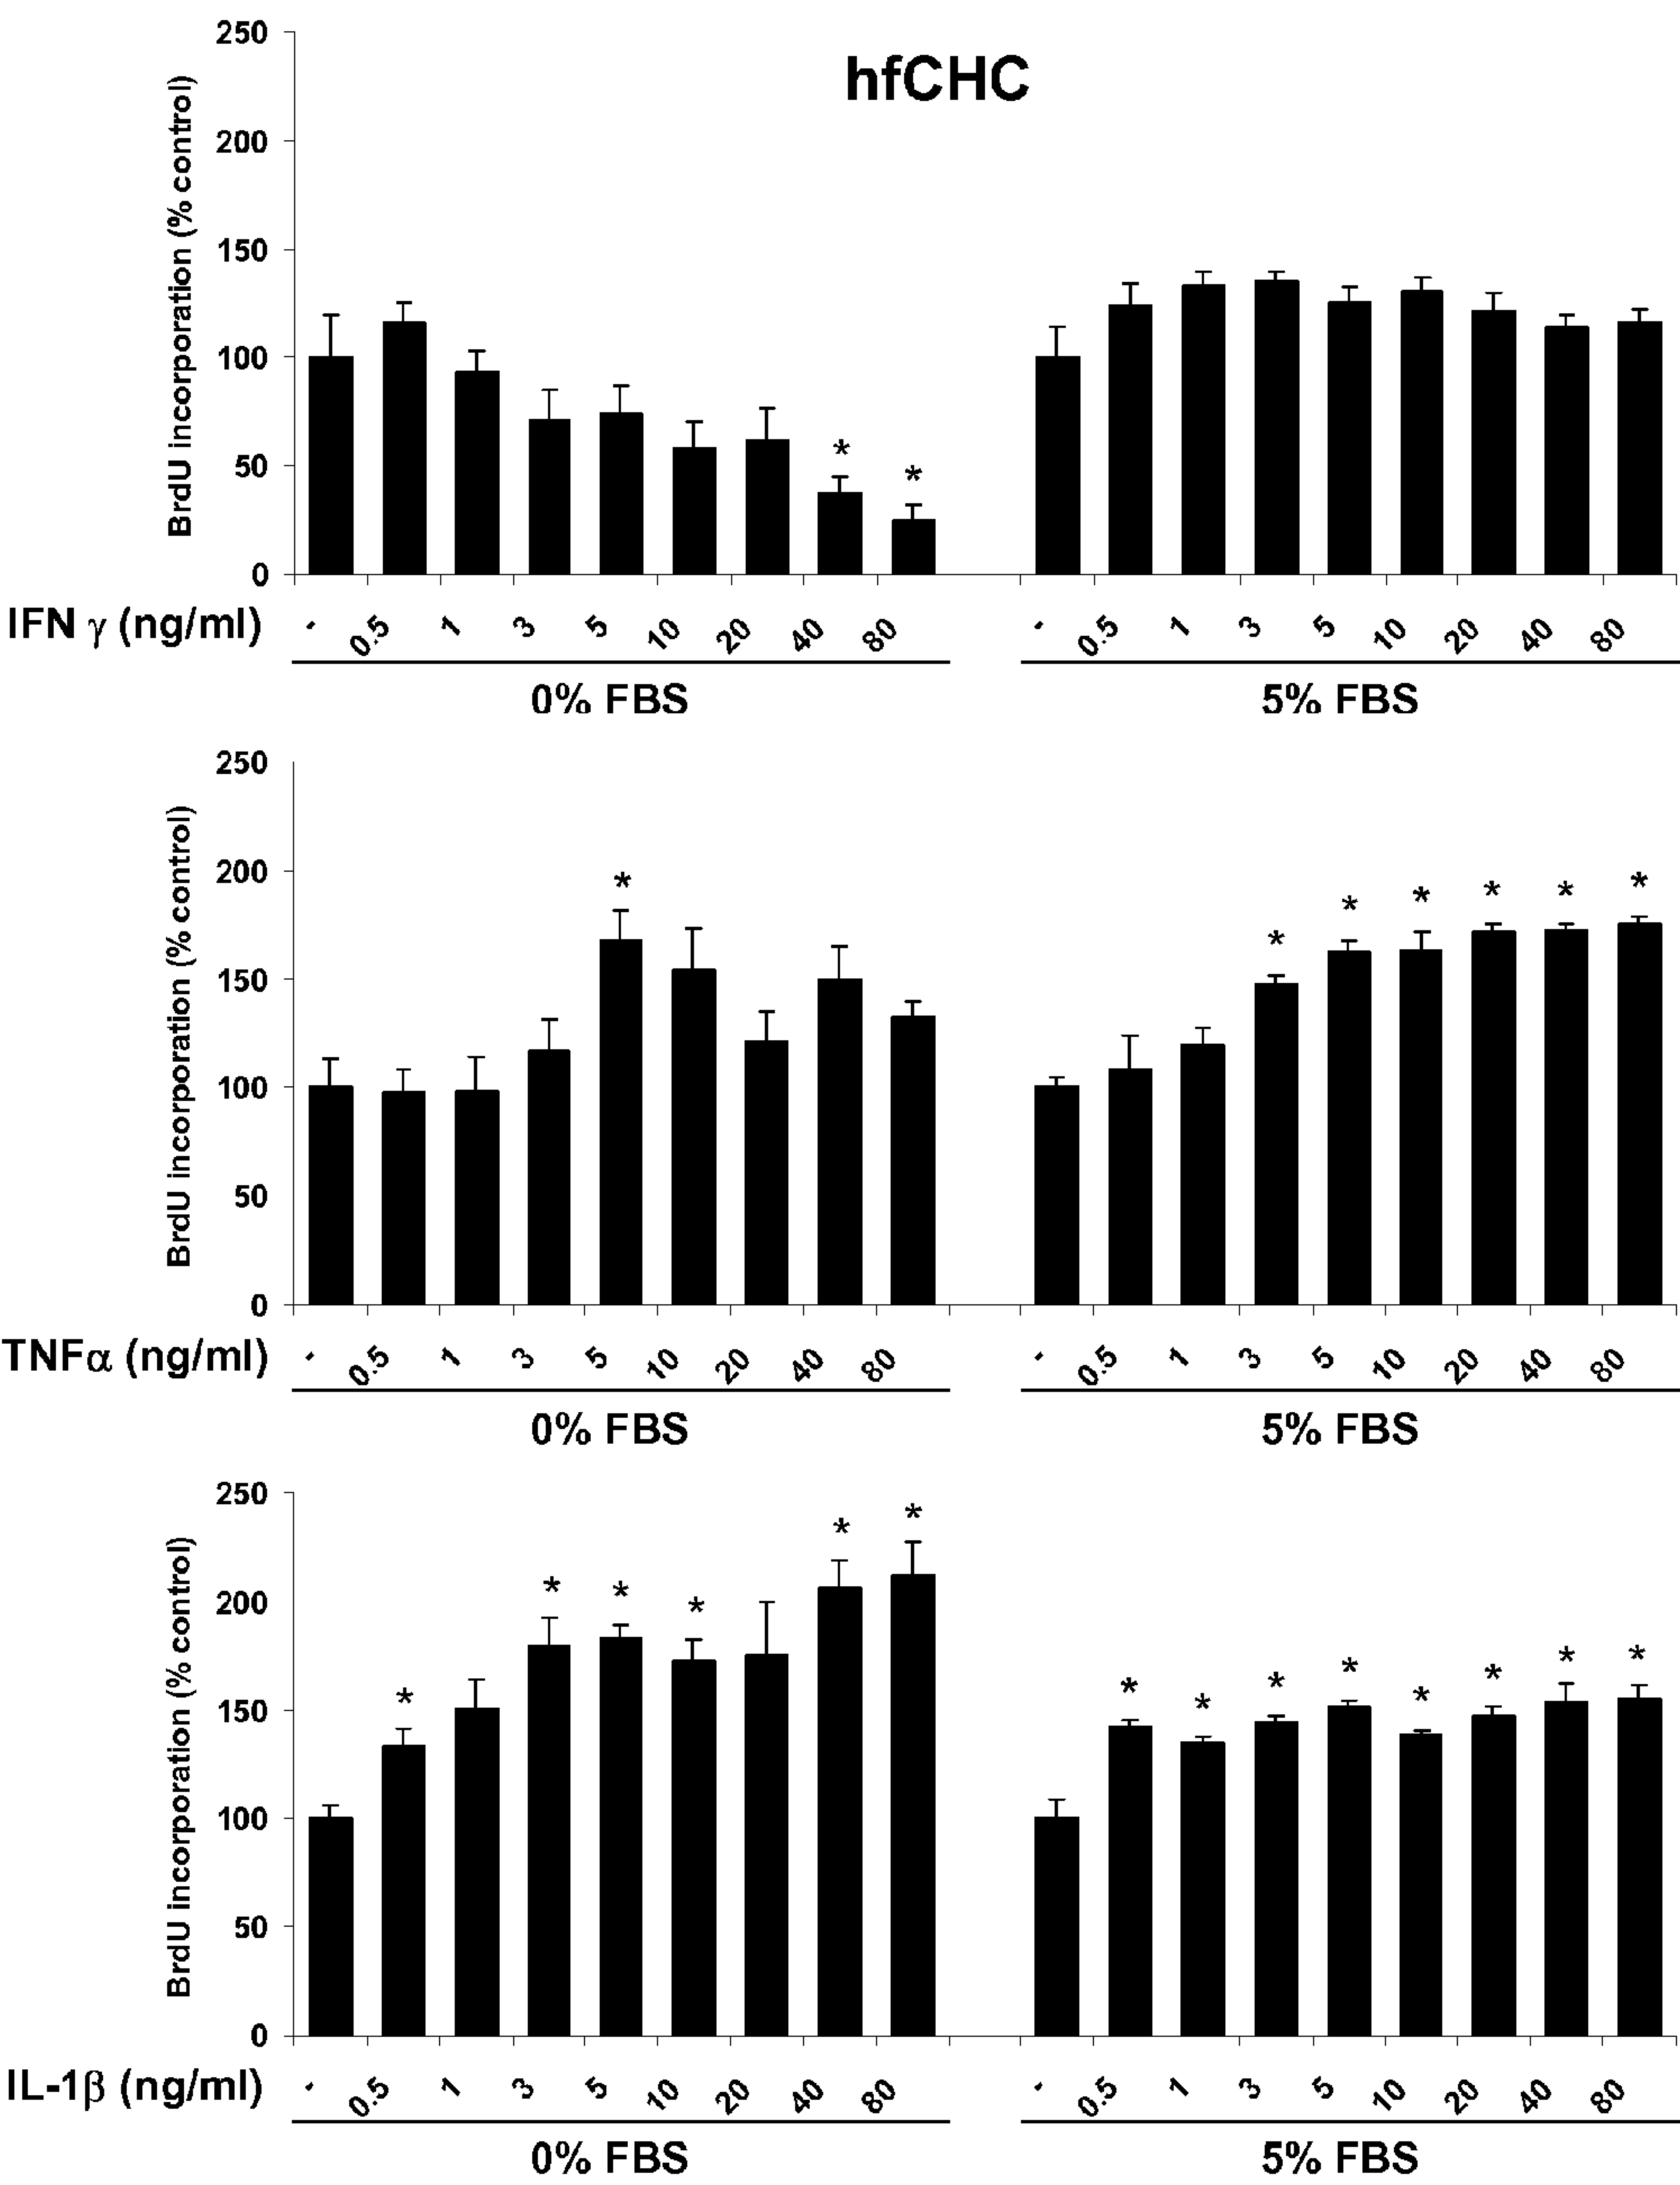 hfCHC
BrdU incorporation (% control)
250
200
150
100
50
0
* *
IFN γ (ng/ml)
- 0.5 1 3 5 10 20 40 80 - 0.5 1 3 5 10 20 40 80
0% FBS 5% FBS
BrdU incorporation (% control)
250
200
150
100
50
0
* * * * * * *
TNFα (ng/ml)
- 0.5 1 3 5 10 20 40 80 - 0.5 1 3 5 10 20 40 80
0% FBS 5% FBS
BrdU incorporation (% control)
250
200
150
100
50
0
* * * * * * * * * * * * * *
IL-1β (ng/ml)
- 0.5 1 3 5 10 20 40 80 - 0.5 1 3 5 10 20 40 80
0% FBS 5% FBS